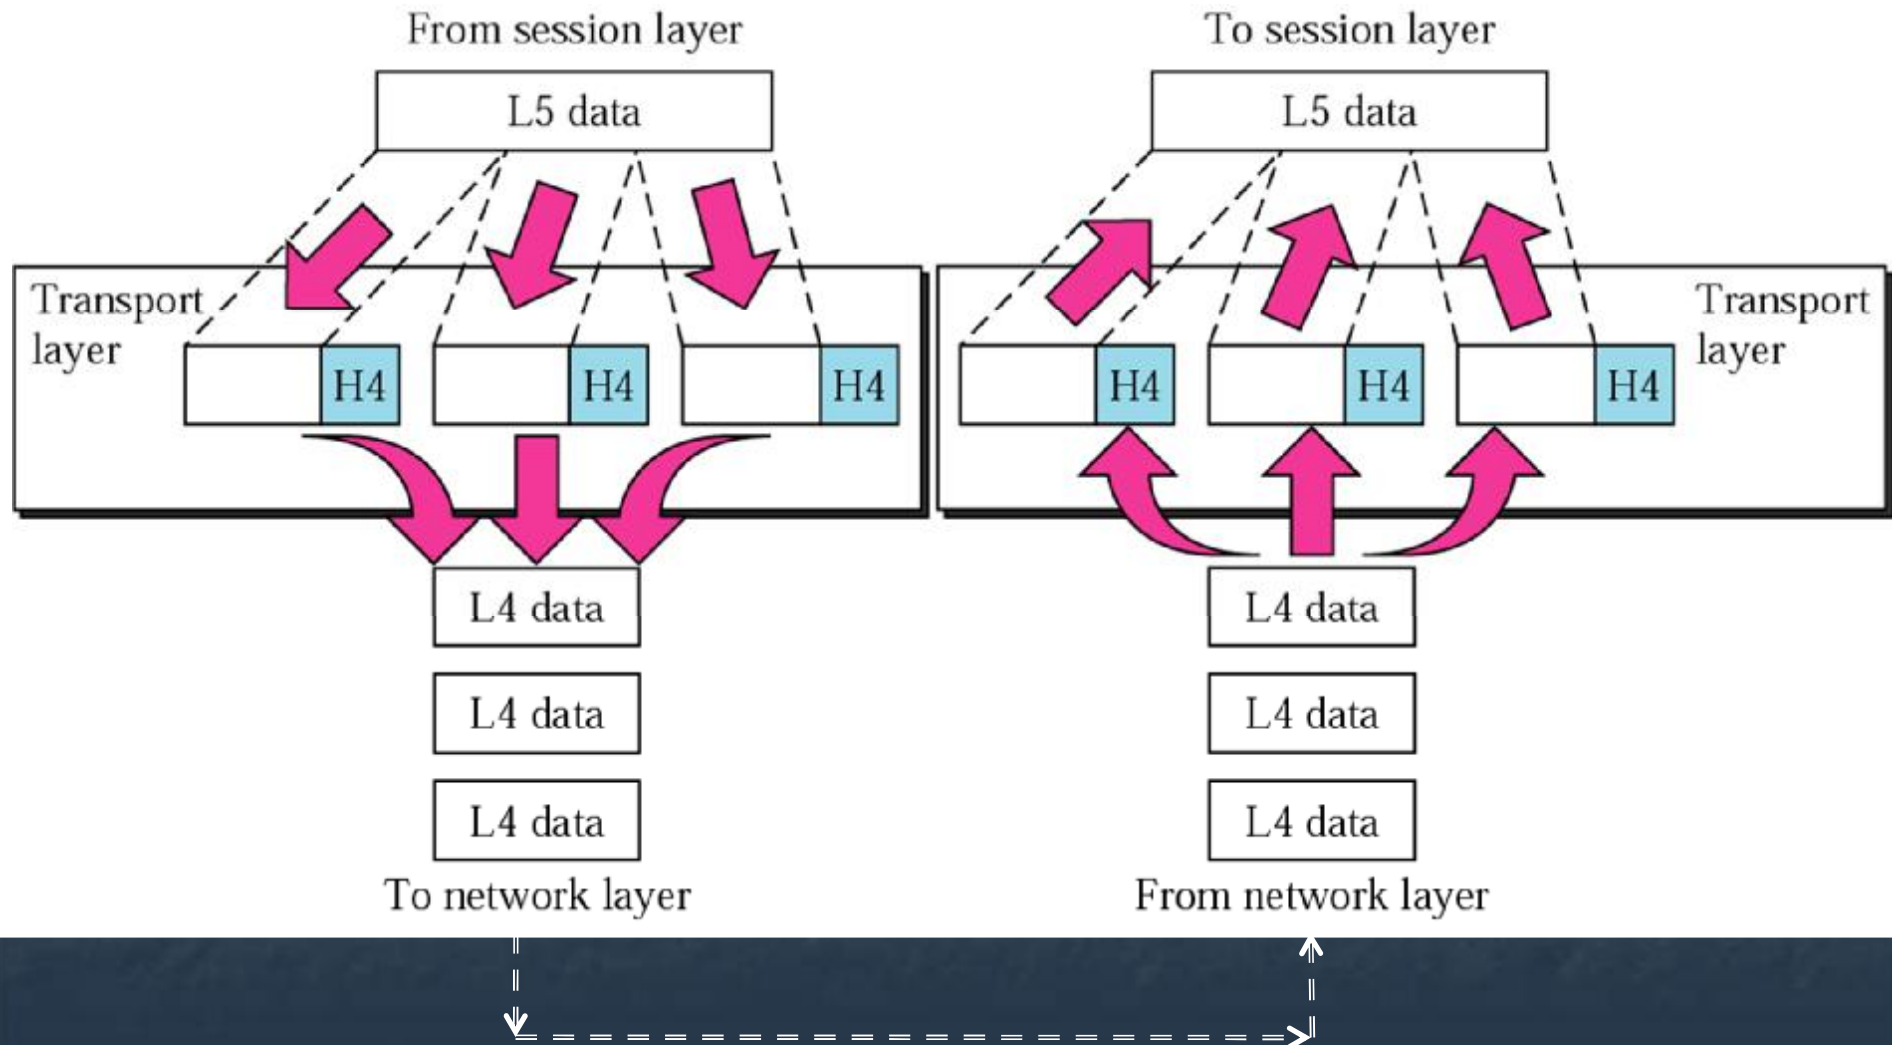 From session layer
L5 data
Transport
layer
H4
H4
H4
L4 data
L4 data
L4 data
To network layer
To session layer
L5 data
Transport
layer
H4
H4
H4
L4 data
L4 data
L4 data
From network layer